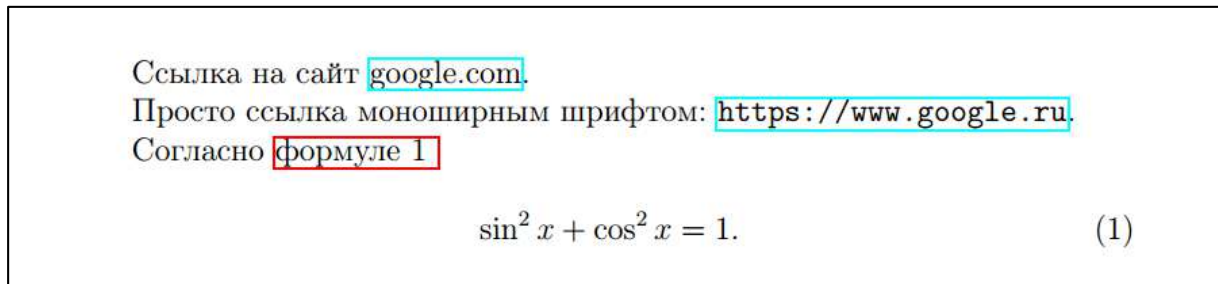 Ссылка на сайт google.com.
Просто ссылка моноширным шрифтом: https://www.google.ru.
Согласно формуле 1
sin² x + cos² x = 1. (1)